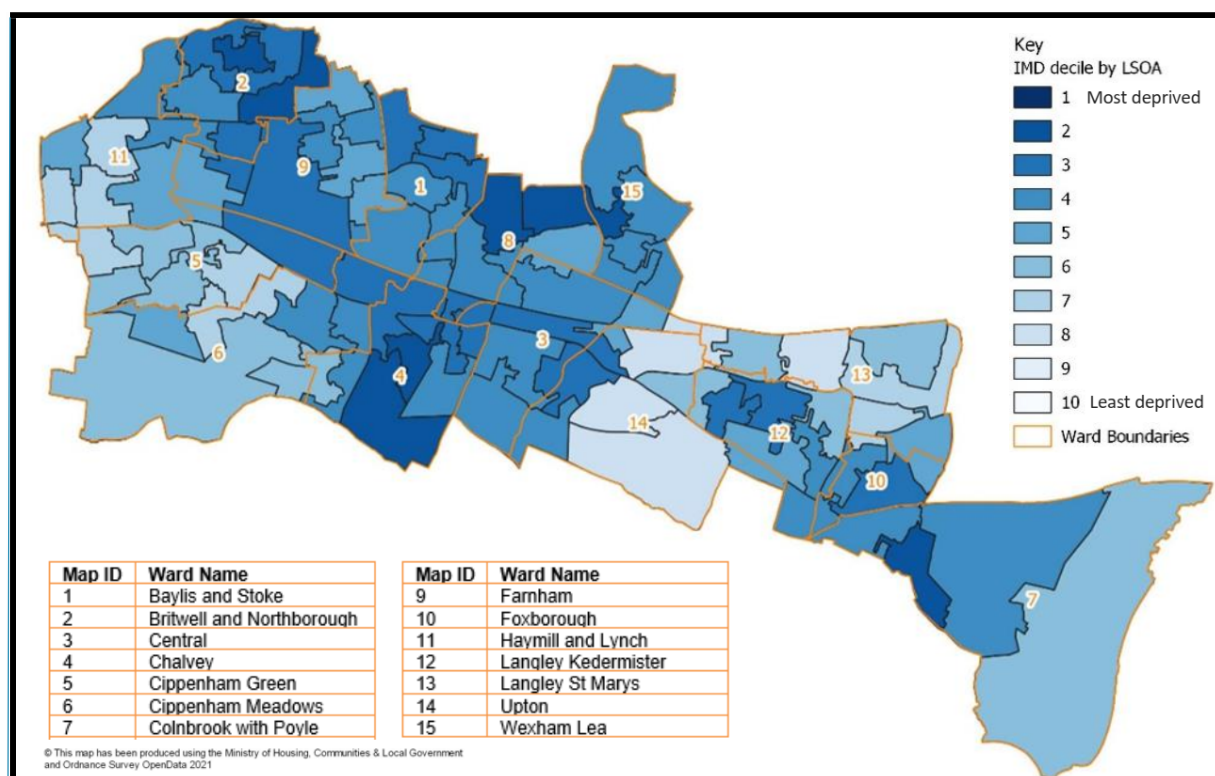 Key
IMD decile by LSOA
1 Most deprived
2
3
4
5
6
7
8
9
10 Least deprived
Ward Boundaries
2
11
9
1
15
8
5
3
6
4
13
14
12
10
7
Map ID Ward Name
1 Baylis and Stoke
2 Britwell and Northborough
3 Central
4 Chalvey
5 Cippenham Green
6 Cippenham Meadows
7 Colnbrook with Poyle
Map ID Ward Name
9 Farnham
10 Foxborough
11 Haymill and Lynch
12 Langley Kedermister
13 Langley St Marys
14 Upton
15 Wexham Lea
© This map has been produced using the Ministry of Housing, Communities & Local Government
and Ordnance Survey OpenData 2021